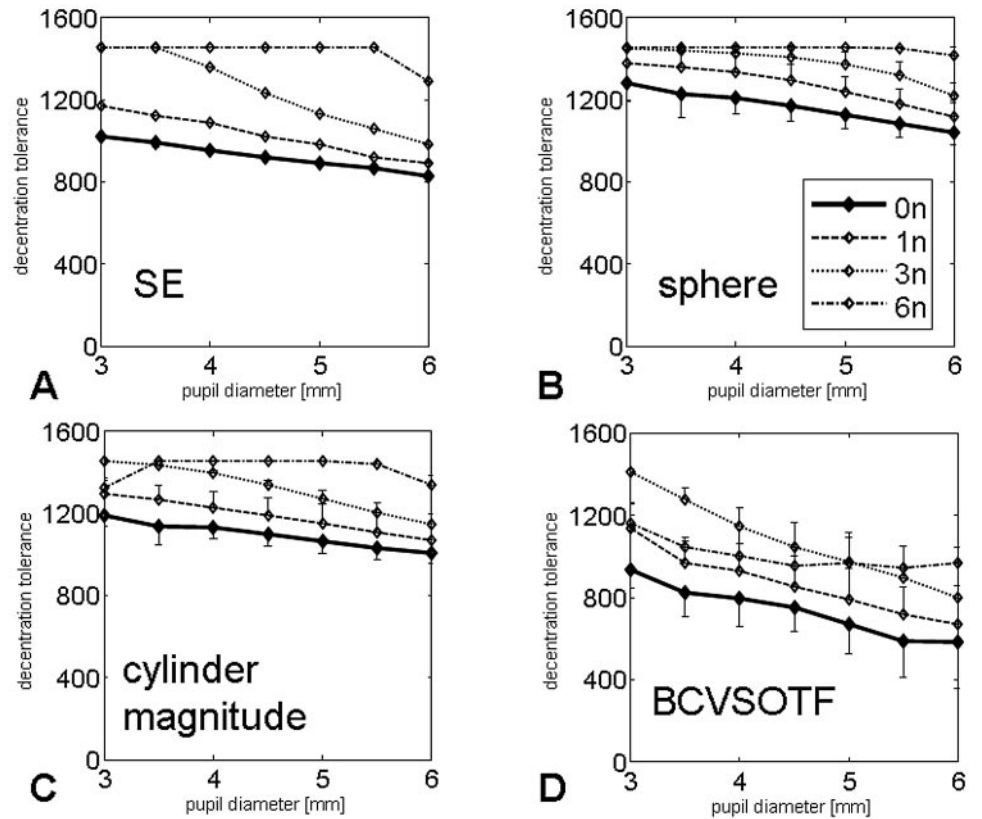 1600
1200
800
400
0
decentration tolerance
SE
3 4 5 6
pupil diameter [mm]
A
1600
1200
800
400
0
decentration tolerance
0n
1n
3n
6n
sphere
3 4 5 6
pupil diameter [mm]
B
1600
1200
800
400
0
decentration tolerance
cylinder
magnitude
3 4 5 6
pupil diameter [mm]
C
1600
1200
800
400
0
decentration tolerance
BCVSOTF
3 4 5 6
pupil diameter [mm]
D